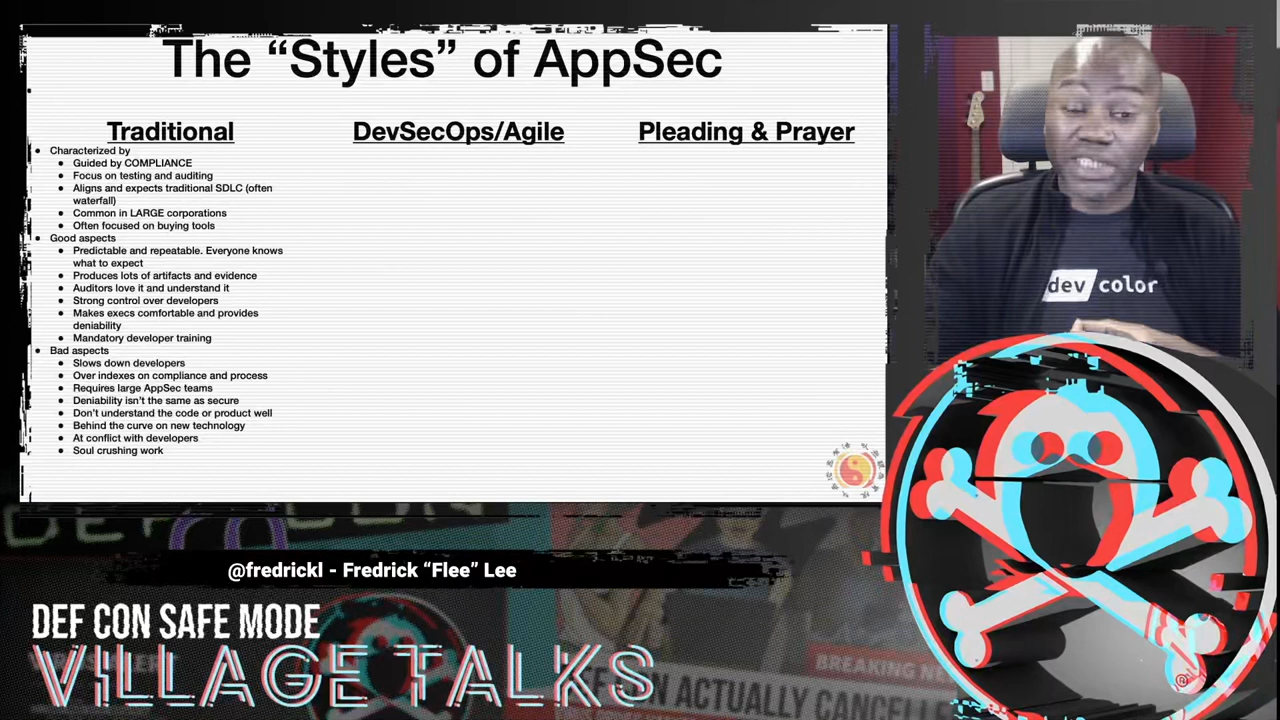 The “Styles” of AppSec
Traditional
DevSecOps/Agile
Pleading & Prayer
Characterized by
Guided by COMPLIANCE
Focus on testing and auditing
Aligns and expects traditional SDLC (often
waterfall)
Common in LARGE corporations
Often focused on buying tools
Good aspects
Predictable and repeatable. Everyone knows
what to expect
Produces lots of artifacts and evidence
Auditors love it and understand it
Strong control over developers
Makes execs comfortable and provides
deniability
Mandatory developer training
Bad aspects
Slows down developers
Over indexes on compliance and process
Requires large AppSec teams
Deniability isn’t the same as secure
Don’t understand the code or product well
Behind the curve on new technology
At conflict with developers
Soul crushing work
dev/color
@fredrickl - Fredrick “Flee” Lee
DEF CON SAFE MODE
VILLAGE TALKS
DEF CON
BREAKING NE
CON ACTUALLY CANCELLE
®